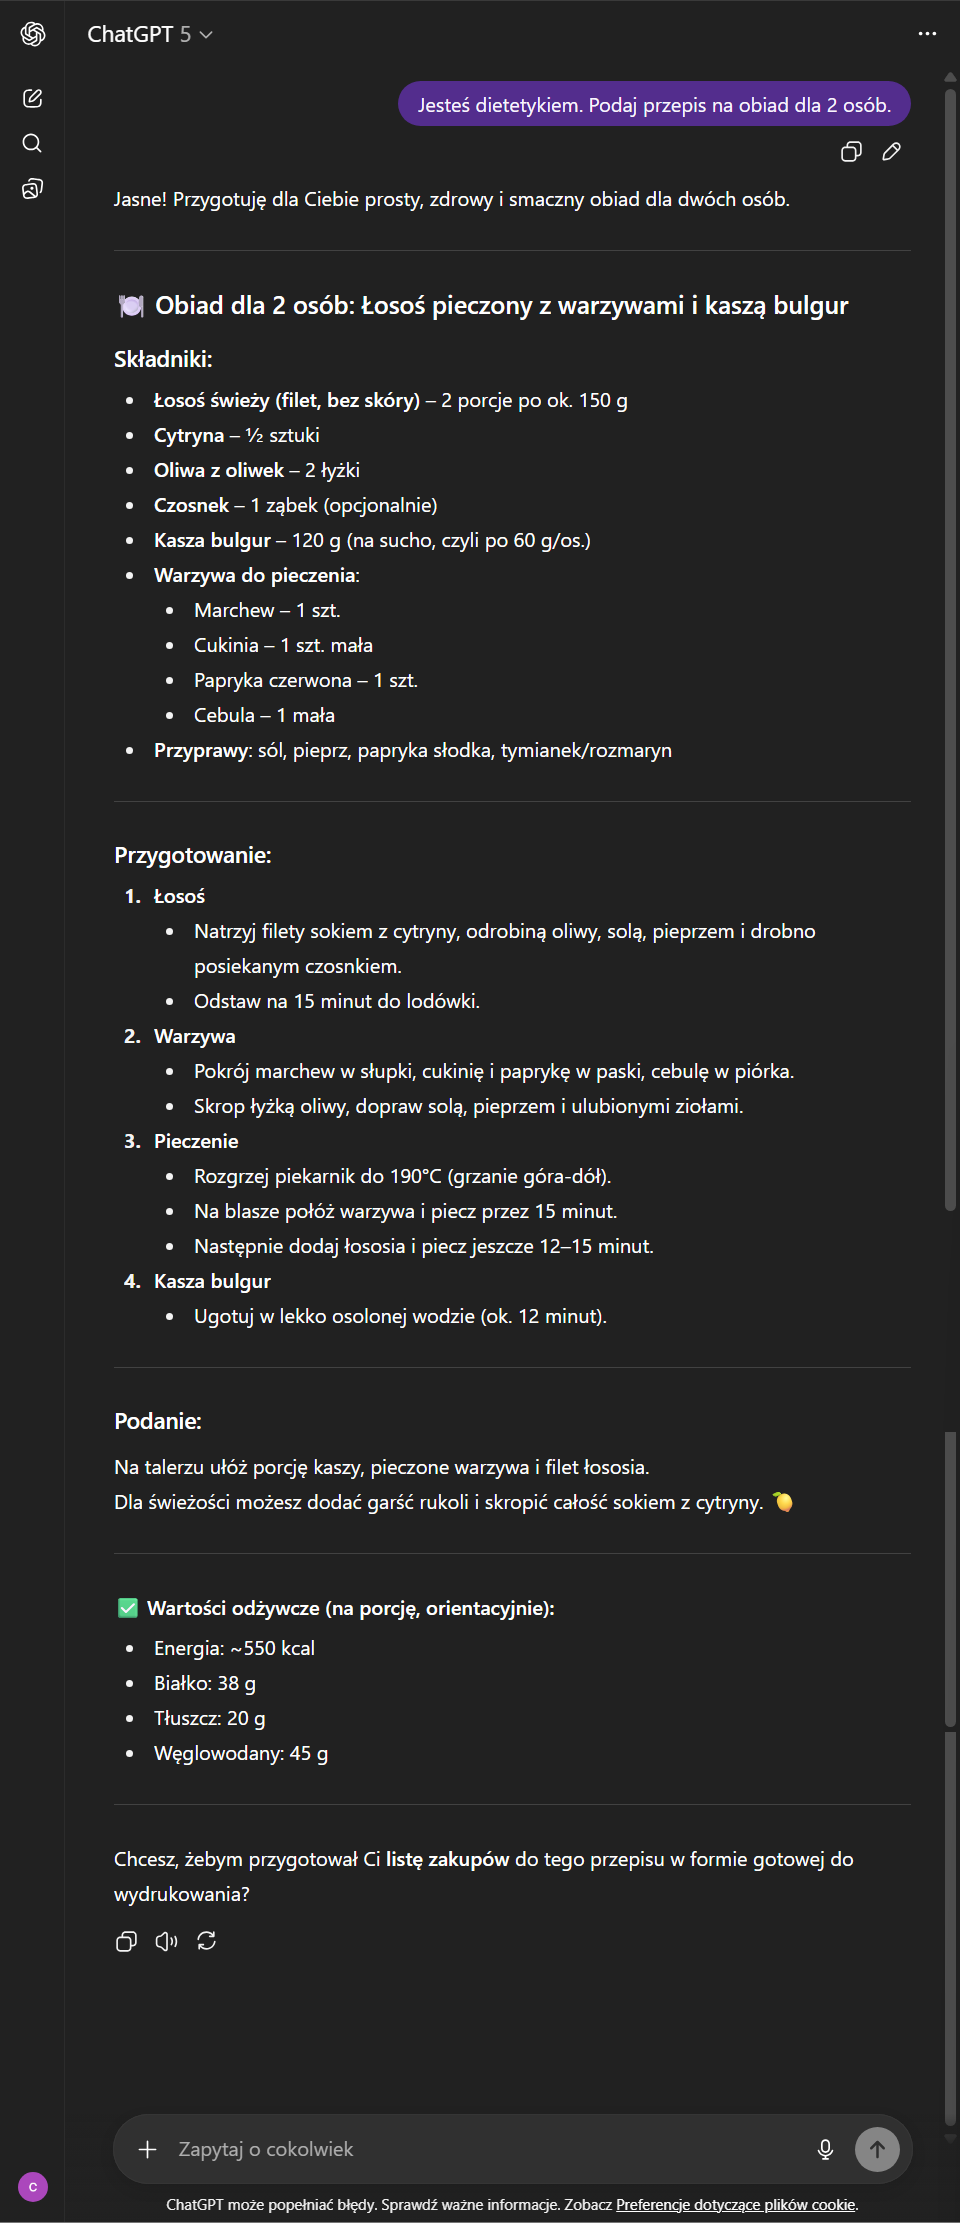 ChatGPT 5
Jesteś dietetykiem. Podaj przepis na obiad dla 2 osób.
Jasne! Przygotuję dla Ciebie prosty, zdrowy i smaczny obiad dla dwóch osób.
🍽️ Obiad dla 2 osób: Łosoś pieczony z warzywami i kaszą bulgur
Składniki:
• Łosoś świeży (filet, bez skóry) – 2 porcje po ok. 150 g
• Cytryna – ½ sztuki
• Oliwa z oliwek – 2 łyżki
• Czosnek – 1 ząbek (opcjonalnie)
• Kasza bulgur – 120 g (na sucho, czyli po 60 g/os.)
• Warzywa do pieczenia:
• Marchew – 1 szt.
• Cukinia – 1 szt. mała
• Papryka czerwona – 1 szt.
• Cebula – 1 mała
• Przyprawy: sól, pieprz, papryka słodka, tymianek/rozmaryn
Przygotowanie:
1. Łosoś
• Natrzyj filety sokiem z cytryny, odrobiną oliwy, solą, pieprzem i drobno
posiekanym czosnkiem.
• Odstaw na 15 minut do lodówki.
2. Warzywa
• Pokrój marchew w słupki, cukinię i paprykę w paski, cebulę w piórka.
• Skrop łyżką oliwy, dopraw solą, pieprzem i ulubionymi ziołami.
3. Pieczenie
• Rozgrzej piekarnik do 190°C (grzanie góra-dół).
• Na blasze połóż warzywa i piecz przez 15 minut.
• Następnie dodaj łososia i piecz jeszcze 12–15 minut.
4. Kasza bulgur
• Ugotuj w lekko osolonej wodzie (ok. 12 minut).
Podanie:
Na talerzu ułóż porcję kaszy, pieczone warzywa i filet łososia.
Dla świeżości możesz dodać garść rukoli i skropić całość sokiem z cytryny. 🍋
✅ Wartości odżywcze (na porcję, orientacyjnie):
• Energia: ~550 kcal
• Białko: 38 g
• Tłuszcz: 20 g
• Węglowodany: 45 g
Chcesz, żebym przygotował Ci listę zakupów do tego przepisu w formie gotowej do
wydrukowania?
Zapytaj o cokolwiek
C
ChatGPT może popełniać błędy. Sprawdź ważne informacje. Zobacz Preferencje dotyczące plików cookie.